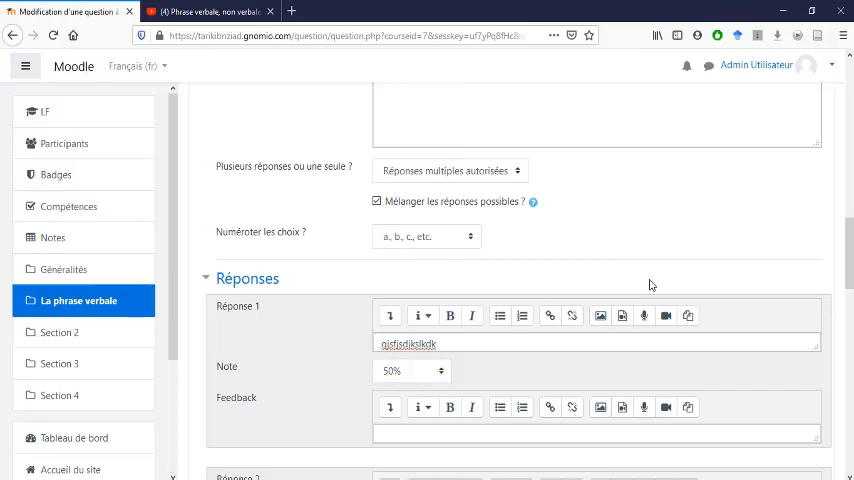 Modification d'une question à
(4) Phrase verbale, non verbale
https://tarikibnziad.gnomio.com/question/question.php?courseid=7&sesskey=uf7yPq8fHc&
Moodle
Français (fr)
Admin Utilisateur
LF
Participants
Badges
Compétences
Notes
Généralités
La phrase verbale
Section 2
Section 3
Section 4
Tableau de bord
Accueil du site
Plusieurs réponses ou une seule ?
Réponses multiples autorisées
Mélanger les réponses possibles ?
Numéroter les choix ?
a., b., c., etc.
Réponses
Réponse 1
Note
50%
Feedback
Réponse 2